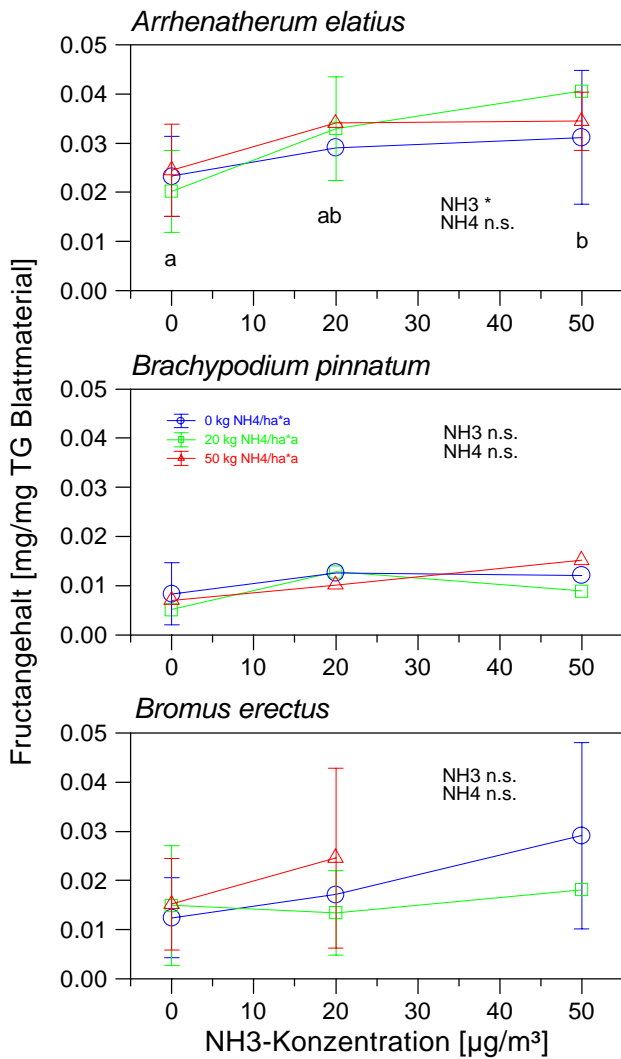 Arrhenatherum elatius
0.05
0.04
0.03
0.02
0.01
0.00
a
ab
b
NH3 *
NH4 n.s.
0 10 20 30 40 50
Brachypodium pinnatum
0.05
0.04
0.03
0.02
0.01
0.00
0 kg NH4/ha*a
20 kg NH4/ha*a
50 kg NH4/ha*a
NH3 n.s.
NH4 n.s.
0 10 20 30 40 50
Bromus erectus
0.05
0.04
0.03
0.02
0.01
0.00
NH3 n.s.
NH4 n.s.
0 10 20 30 40 50
NH3-Konzentration [µg/m³]
Fructangehalt [mg/mg TG Blattmaterial]